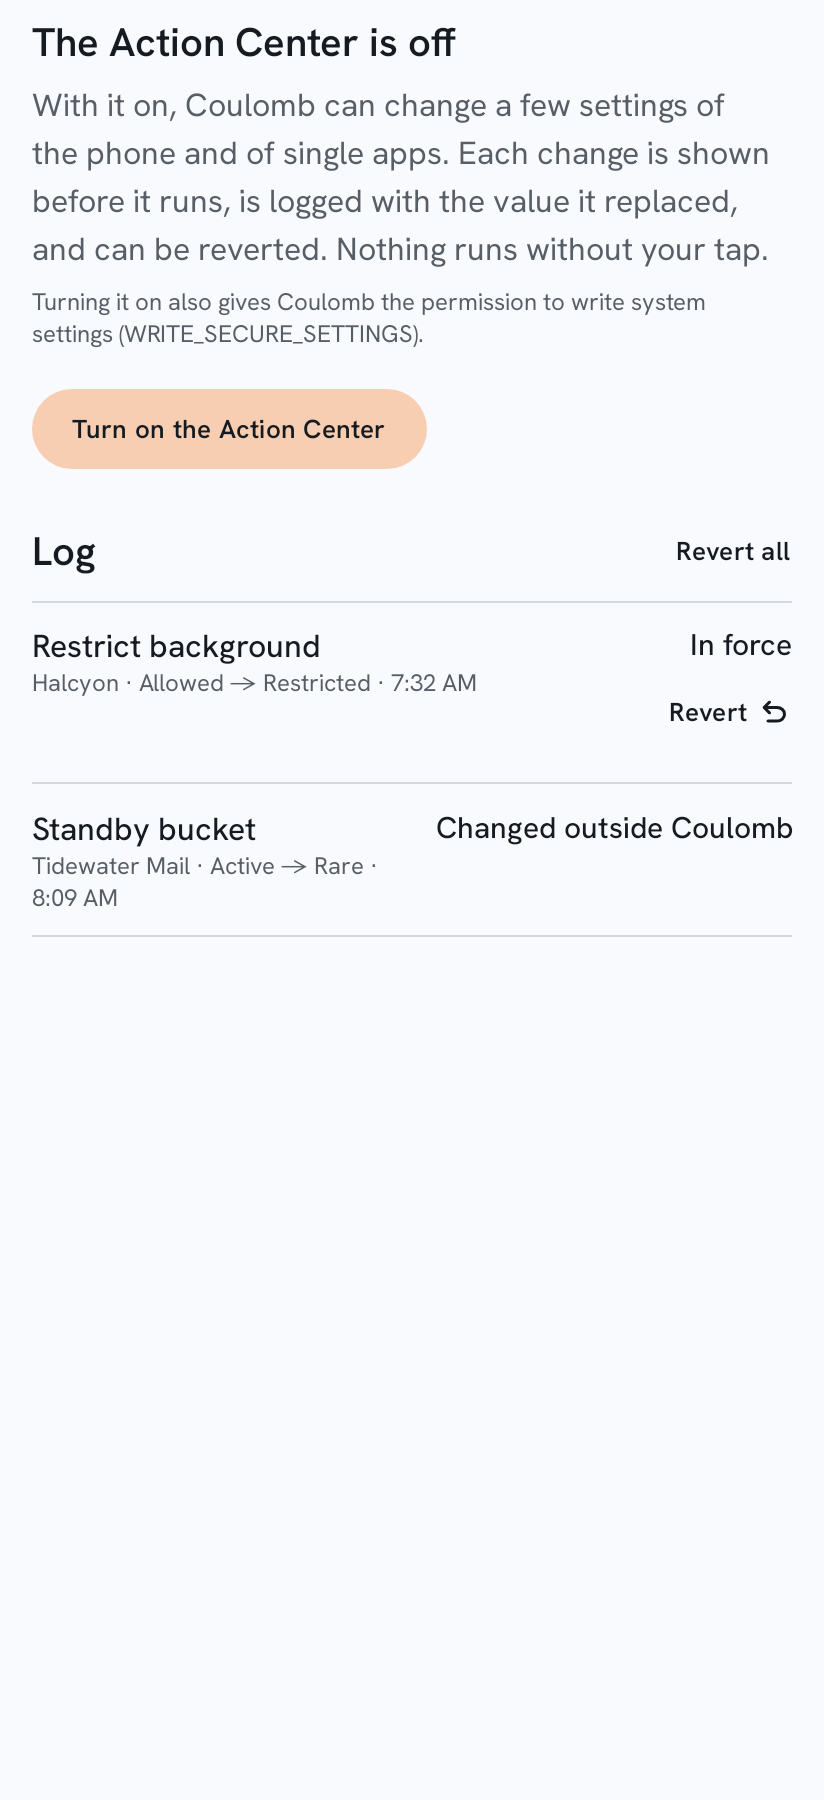 The Action Center is off
With it on, Coulomb can change a few settings of
the phone and of single apps. Each change is shown
before it runs, is logged with the value it replaced,
and can be reverted. Nothing runs without your tap.
Turning it on also gives Coulomb the permission to write system
settings (WRITE_SECURE_SETTINGS).
Turn on the Action Center
Log
Revert all
Restrict background
In force
Halcyon · Allowed → Restricted · 7:32 AM
Revert
Standby bucket
Changed outside Coulomb
Tidewater Mail · Active → Rare ·
8:09 AM